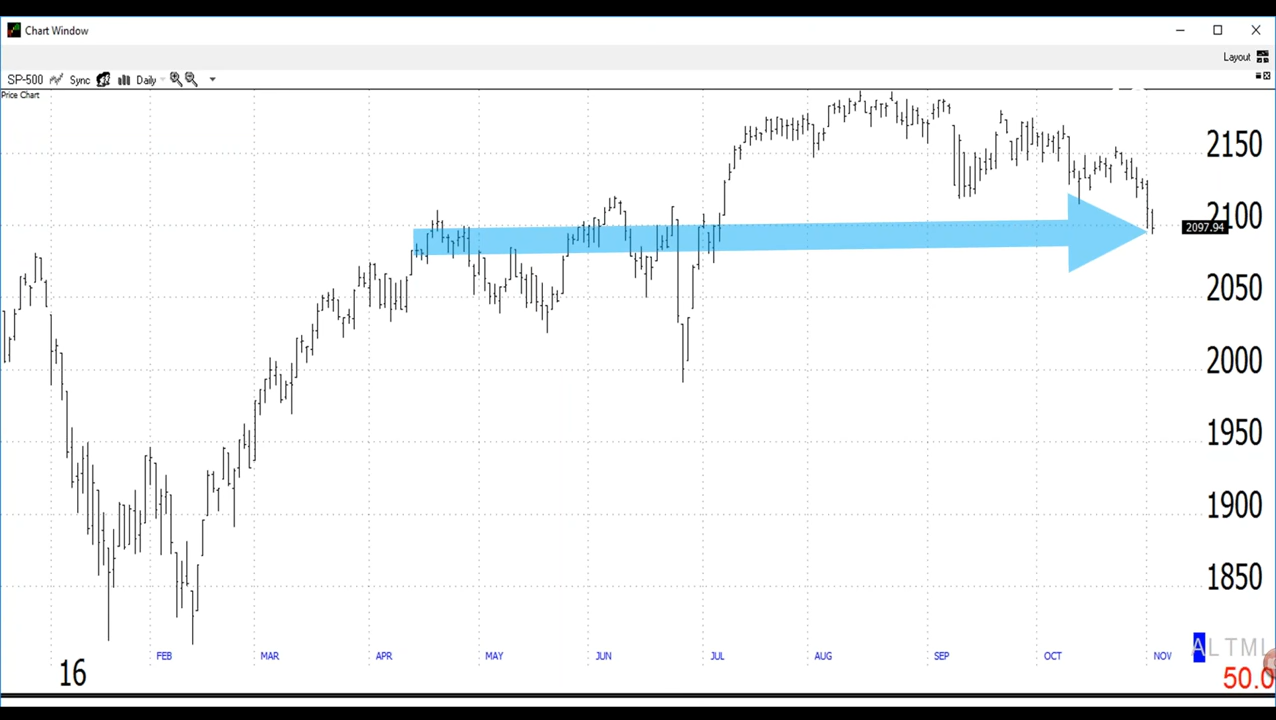 Chart Window
Layout
SP-500 Sync Daily
Price Chart
2150
2100
2097.94
2050
2000
1950
1900
1850
A L T M L
FEB MAR APR MAY JUN JUL AUG SEP OCT NOV
16
50.0